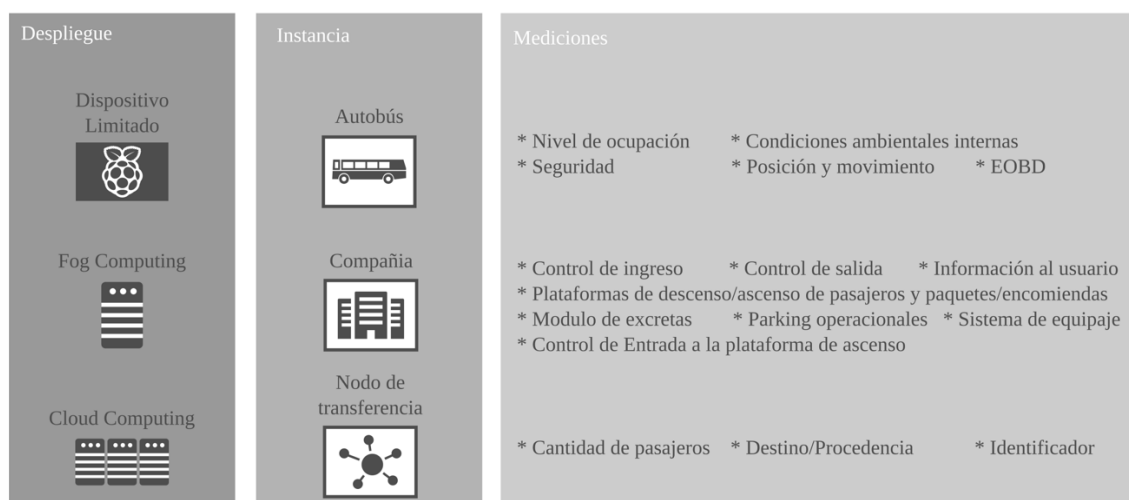 Despliegue
Instancia
Mediciones
Dispositivo
Limitado
Autobús
* Nivel de ocupación * Condiciones ambientales internas
* Seguridad * Posición y movimiento * EOBD
Fog Computing
Compañia
* Control de ingreso * Control de salida * Información al usuario
* Plataformas de descenso/ascenso de pasajeros y paquetes/encomiendas
* Modulo de excretas * Parking operacionales * Sistema de equipaje
* Control de Entrada a la plataforma de ascenso
Cloud Computing
Nodo de
transferencia
* Cantidad de pasajeros * Destino/Procedencia * Identificador